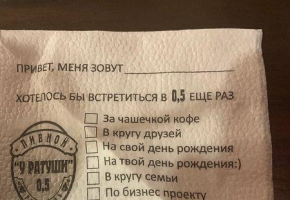 ПРИВЕТ, МЕНЯ ЗОВУТ
ХОТЕЛОСЬ БЫ ВСТРЕТИТЬСЯ В 0,5 ЕЩЕ РАЗ
За чашечкой кофе
В кругу друзей
На свой день рождения
На твой день рождения:)
В кругу семьи
По бизнес проекту
ПИВНОЙ
"У РАТУШИ"
0,5